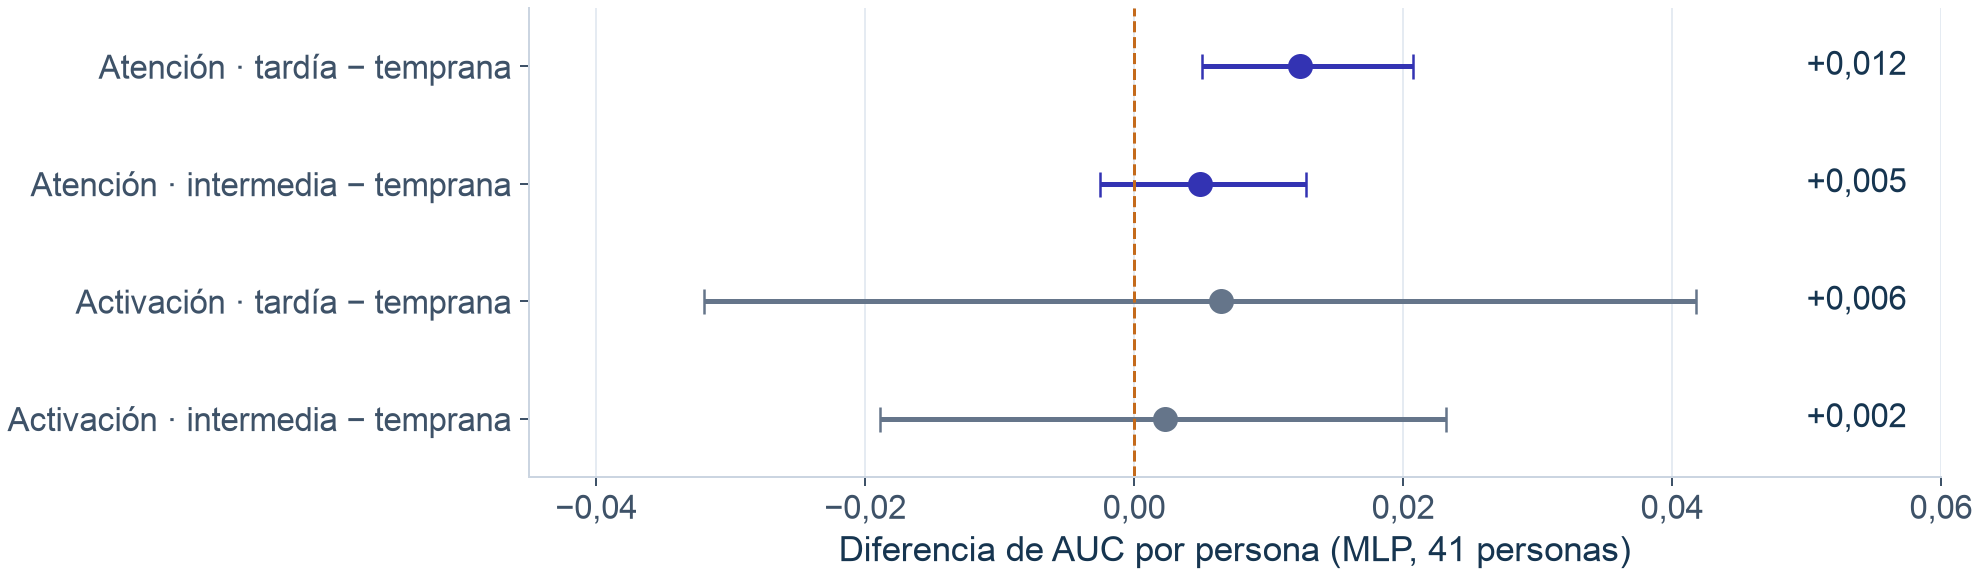 Atención · tardía − temprana
+0,012
Atención · intermedia − temprana
+0,005
Activación · tardía − temprana
+0,006
Activación · intermedia − temprana
+0,002
−0,04
−0,02
0,00
0,02
0,04
0,06
Diferencia de AUC por persona (MLP, 41 personas)